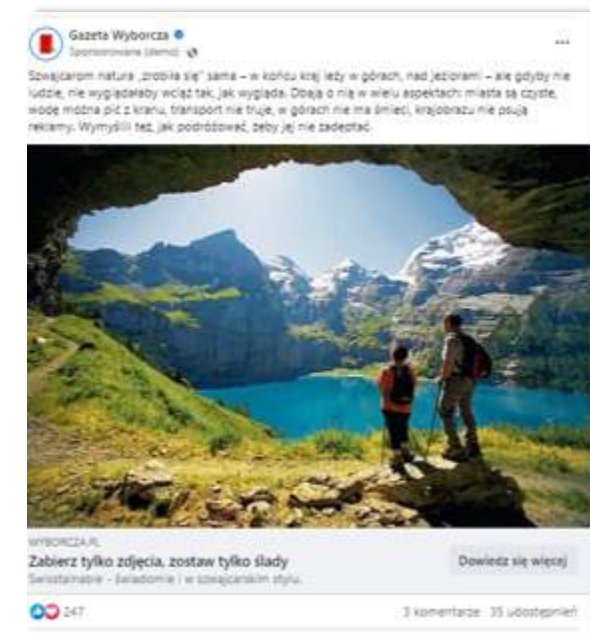 Gazeta Wyborcza
Sponsorowane (demo) ·
Szwajcarom natura „zrobiła się” sama – w końcu kraj leży w górach, nad jeziorami – ale gdyby nie
ludzie, nie wyglądałaby wciąż tak, jak wygląda. Dbają o nią w wielu aspektach: miasta są czyste,
wodę można pić z kranu, transport nie truje, w górach nie ma śmieci, krajobrazu nie psują
reklamy. Wymyślili też, jak podróżować, żeby jej nie zadeptać.
WYBORCZA.PL
Zabierz tylko zdjęcia, zostaw tylko ślady
Swisstainable – świadomie i w szwajcarskim stylu.
Dowiedz się więcej
247
3 komentarze 35 udostępnień